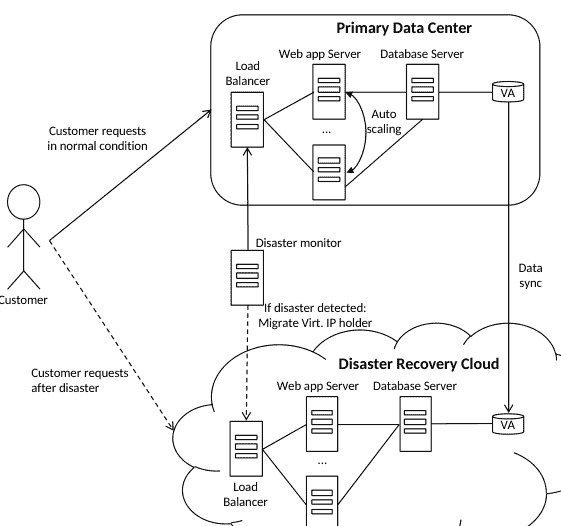 Primary Data Center
Web app Server
Database Server
Load
Balancer
VA
Auto
scaling
...
Customer requests
in normal condition
Disaster monitor
Customer
Data
sync
If disaster detected:
Migrate Virt. IP holder
Disaster Recovery Cloud
Customer requests
after disaster
Web app Server
Database Server
VA
...
Load
Balancer